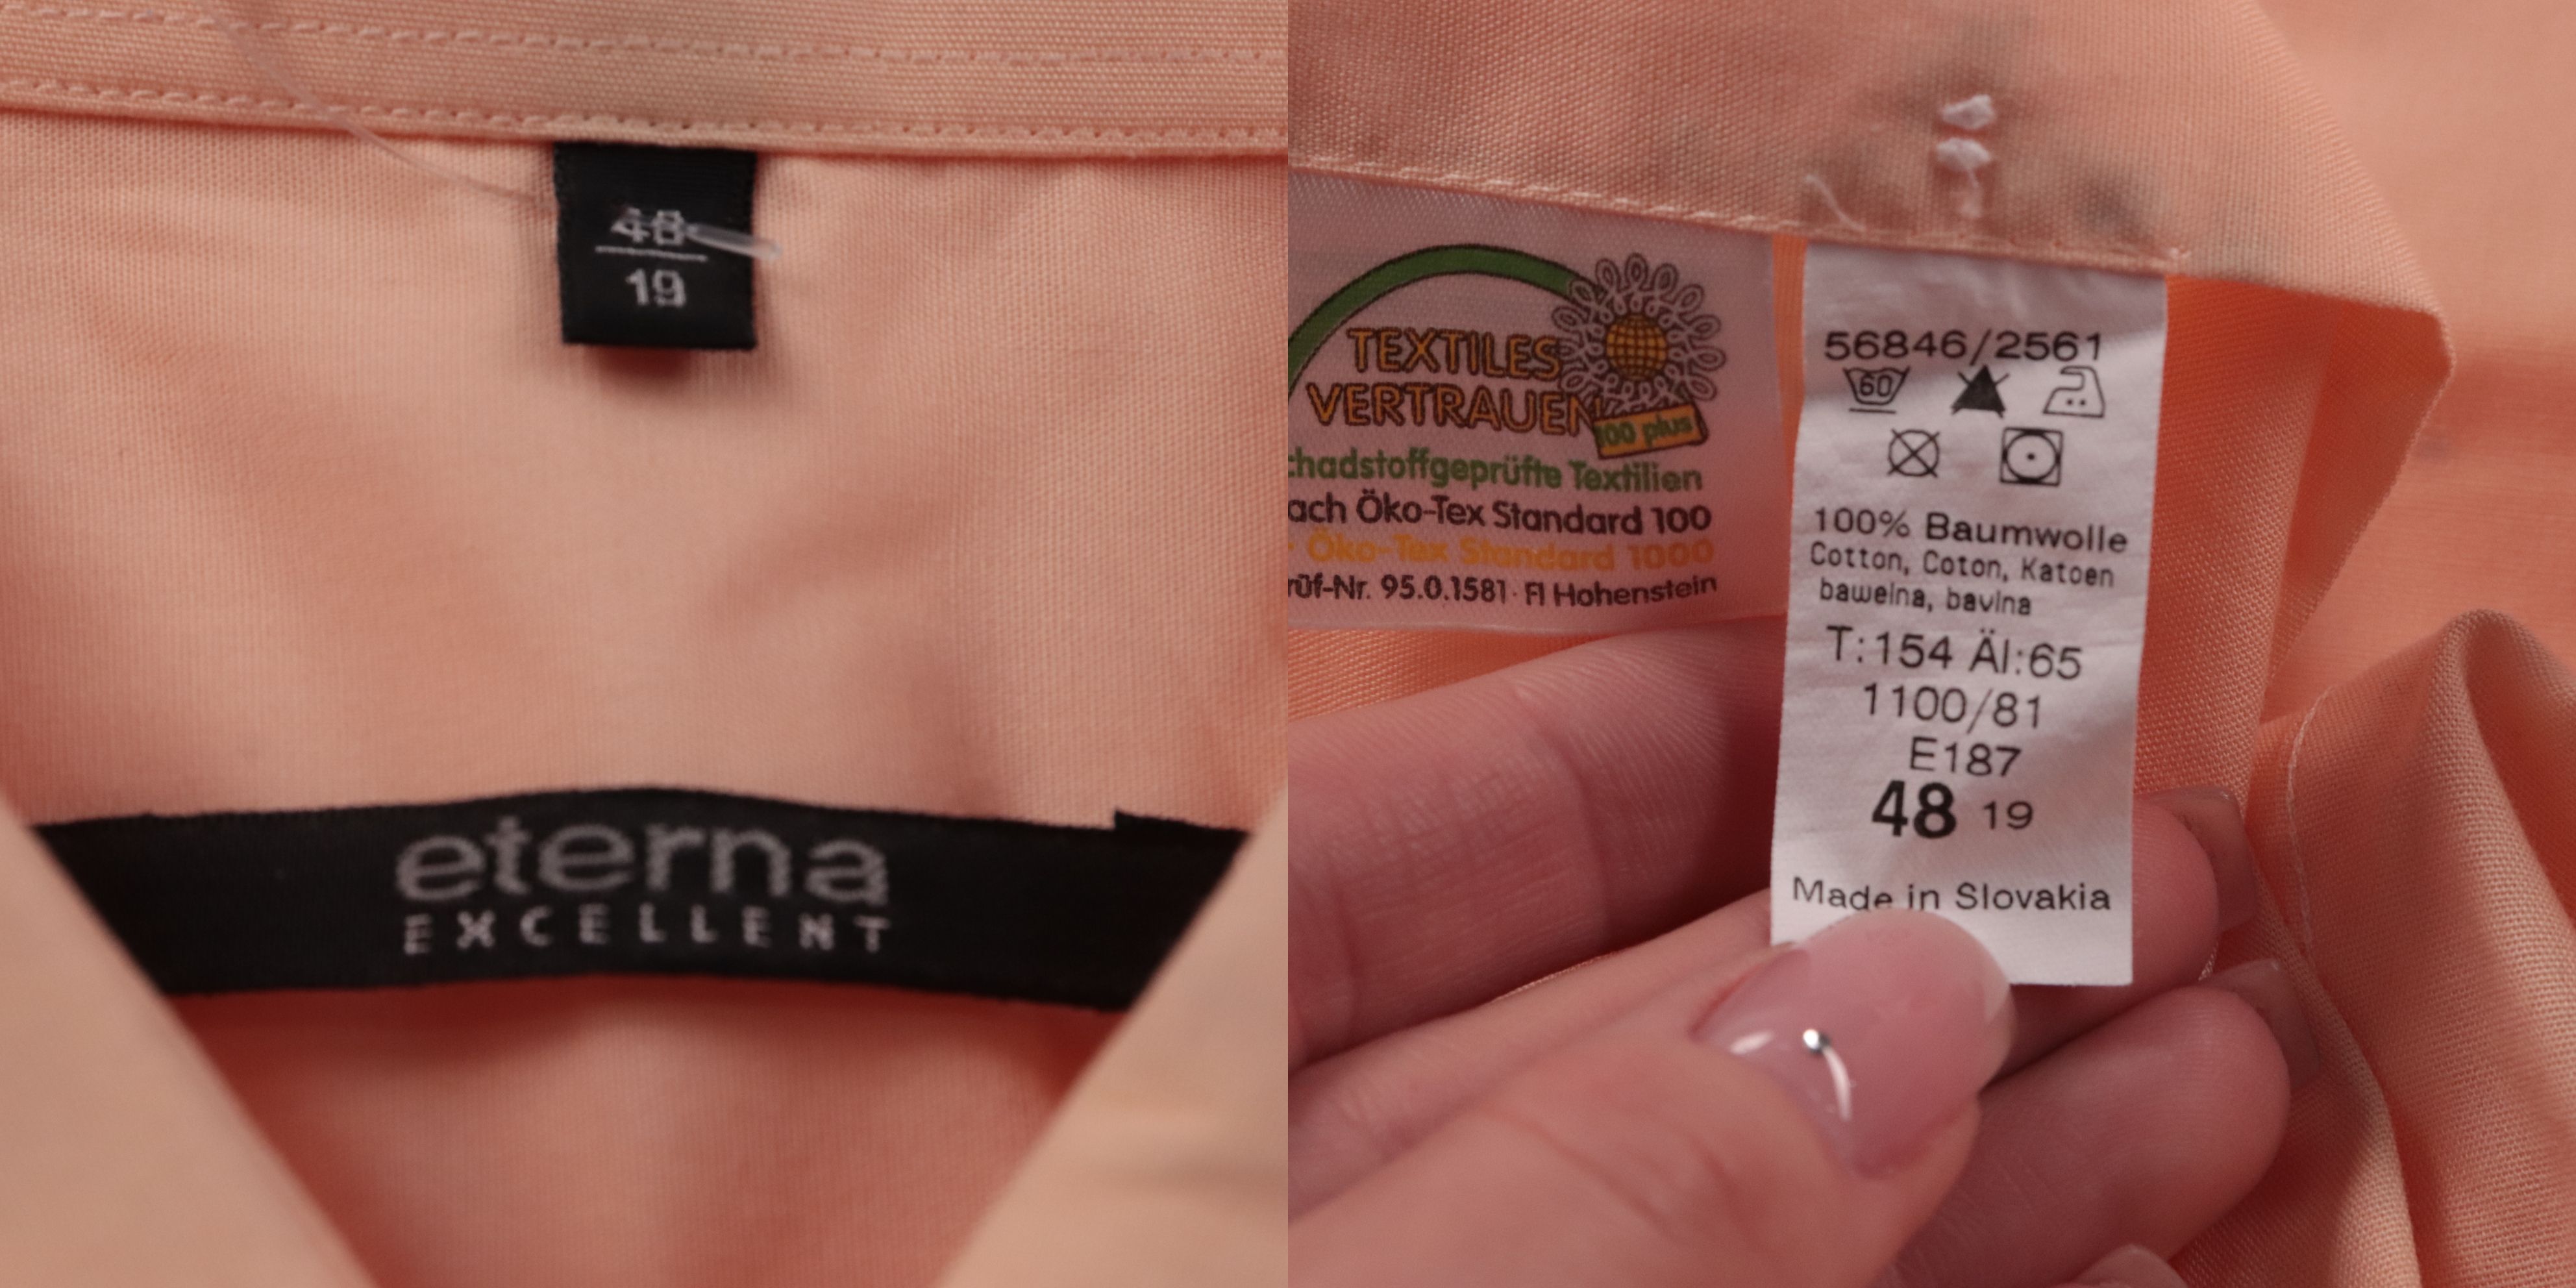 48
19
eterna
EXCELLENT
TEXTILES
VERTRAUEN
100 plus
chadstoffgeprüfte Textilien
ach Öko-Tex Standard 100
+ Öko-Tex Standard 1000
rüf-Nr. 95.0.1581 · FI Hohenstein
56846/2561
60
100% Baumwolle
Cotton, Coton, Katoen
bawełna, bavlna
T:154 Äl:65
1100/81
E187
48 19
Made in Slovakia